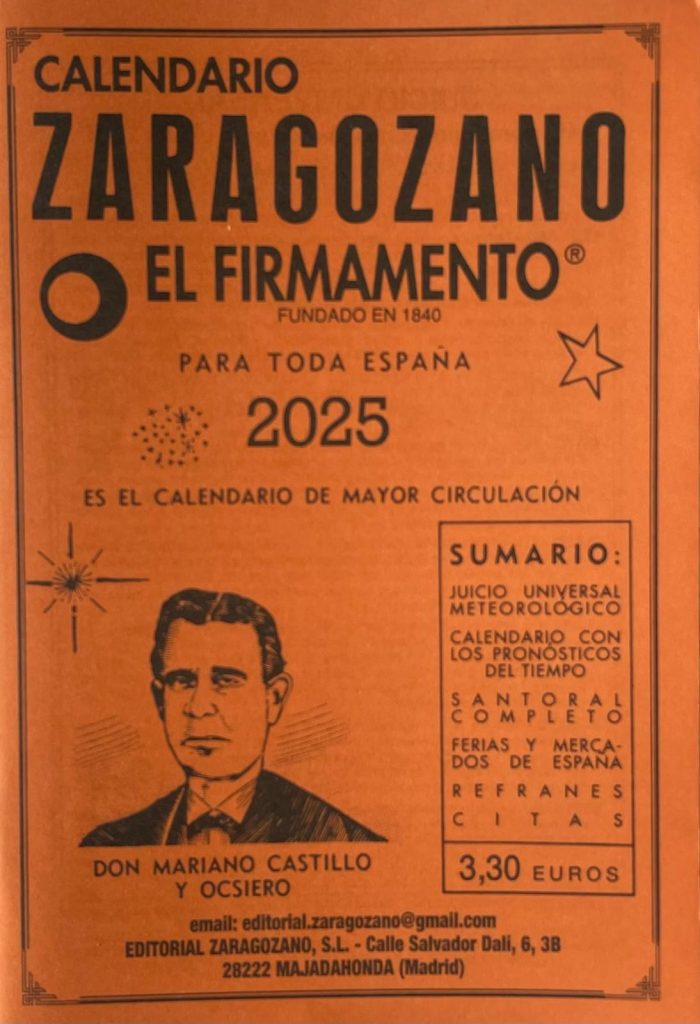 CALENDARIO
ZARAGOZANO
EL FIRMAMENTO®
FUNDADO EN 1840
PARA TODA ESPAÑA
2025
ES EL CALENDARIO DE MAYOR CIRCULACIÓN
SUMARIO:
JUICIO UNIVERSAL
METEOROLÓGICO
CALENDARIO CON
LOS PRONÓSTICOS
DEL TIEMPO
SANTORAL
COMPLETO
FERIAS Y MERCA-
DOS DE ESPAÑA
REFRANES
CITAS
3,30 EUROS
DON MARIANO CASTILLO
Y OCSIERO
email: editorial.zaragozano@gmail.com
EDITORIAL ZARAGOZANO, S.L. - Calle Salvador Dali, 6, 3B
28222 MAJADAHONDA (Madrid)